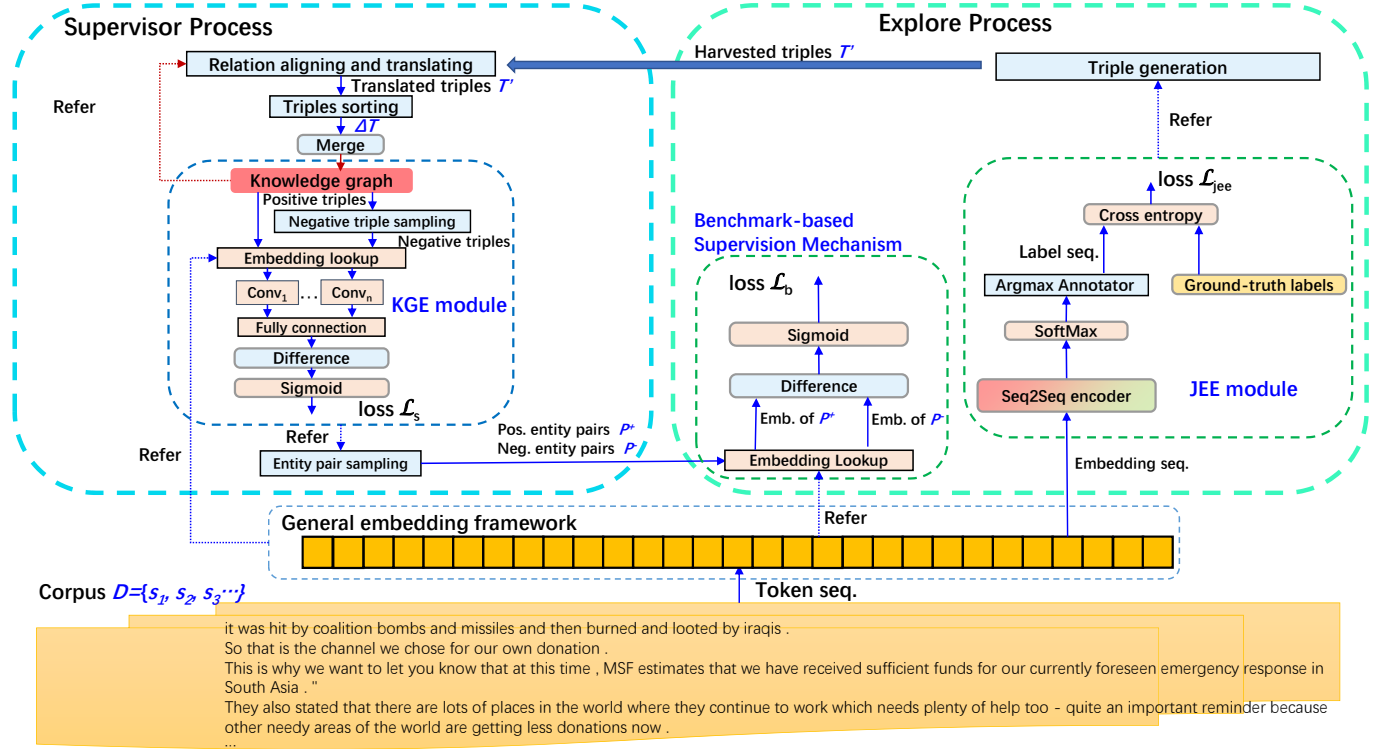 Supervisor Process
Explore Process
Harvested triples T'
Relation aligning and translating
Triple generation
Translated triples T'
Refer
Triples sorting
ΔT
Refer
Merge
Knowledge graph
Positive triples
Negative triple sampling
Negative triples
Embedding lookup
Conv1 ... Convn
KGE module
Fully connection
Difference
Sigmoid
loss ℒs
Refer
Entity pair sampling
Refer
Pos. entity pairs P+
Neg. entity pairs P-
Benchmark-based
Supervision Mechanism
loss ℒb
Sigmoid
Difference
Emb. of P+
Emb. of P-
Embedding Lookup
loss ℒjee
Cross entropy
Label seq.
Argmax Annotator
Ground-truth labels
SoftMax
Seq2Seq encoder
JEE module
Embedding seq.
Refer
General embedding framework
Corpus D={s1, s2, s3···}
Token seq.
it was hit by coalition bombs and missiles and then burned and looted by iraqis .
So that is the channel we chose for our own donation .
This is why we want to let you know that at this time , MSF estimates that we have received sufficient funds for our currently foreseen emergency response in
South Asia . "
They also stated that there are lots of places in the world where they continue to work which needs plenty of help too - quite an important reminder because
other needy areas of the world are getting less donations now .
...